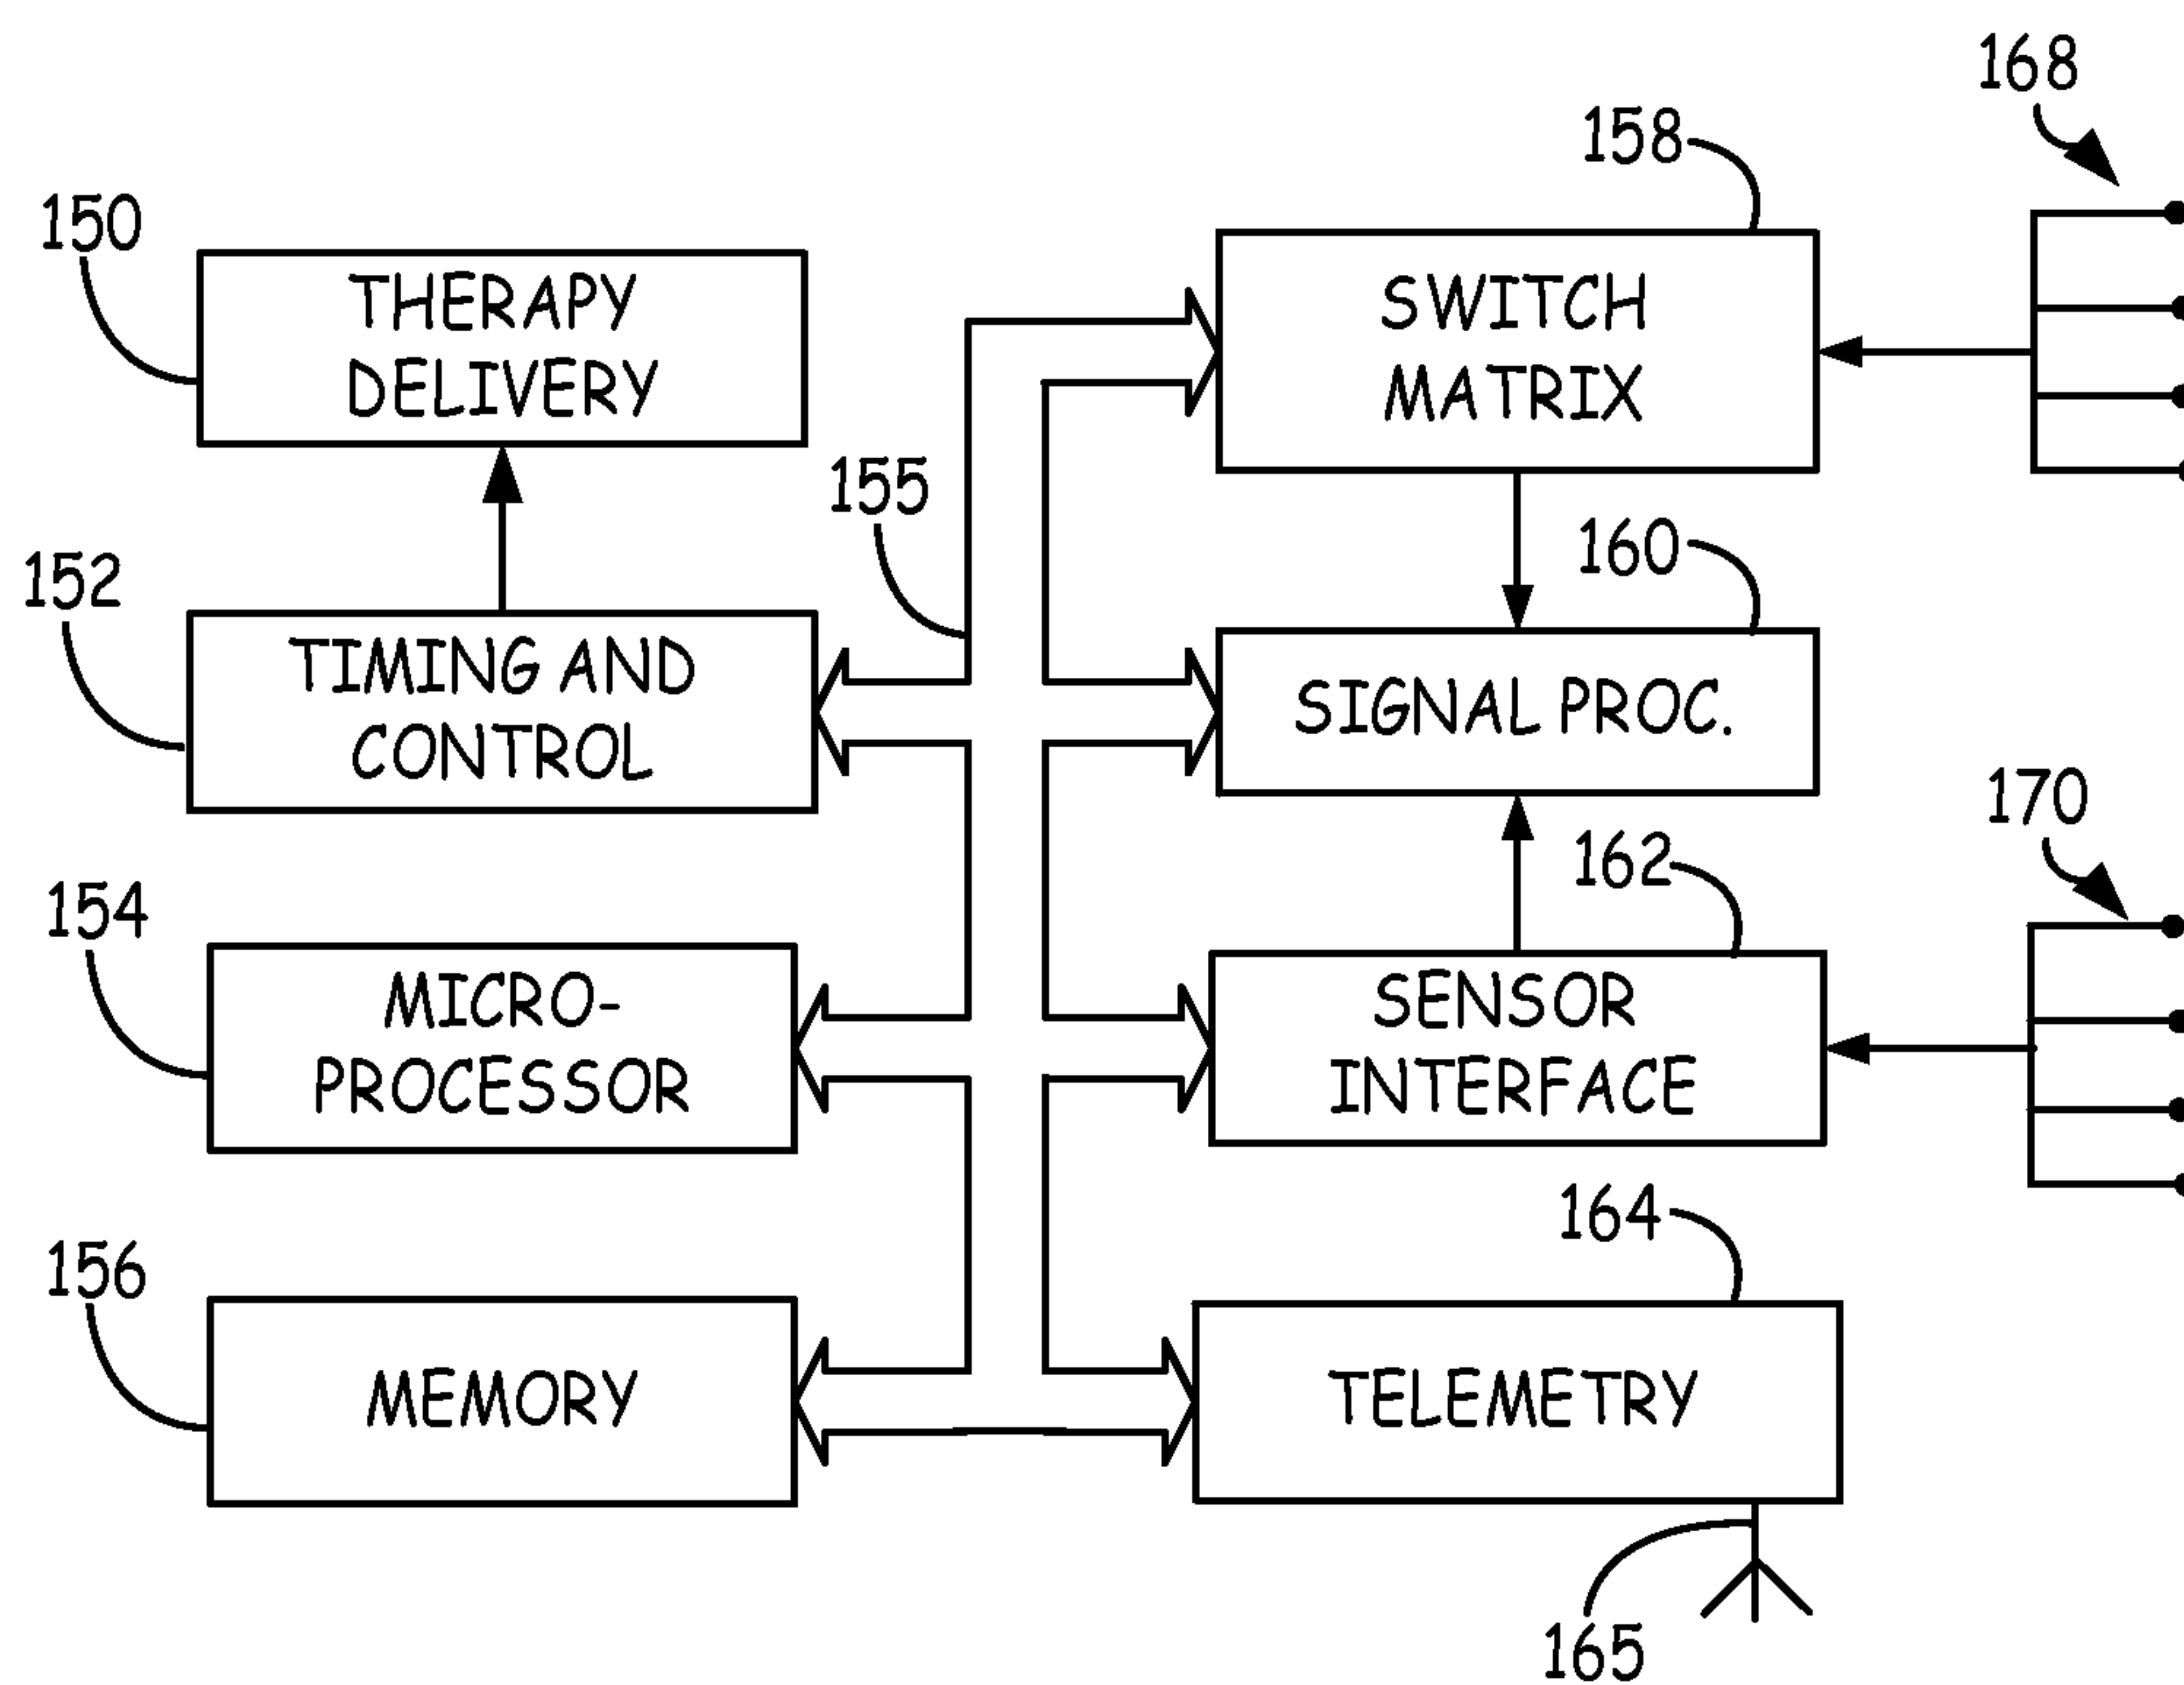 168
158
150
THERAPY
DELIVERY
SWITCH
MATRIX
155
160
152
TIMING AND
CONTROL
SIGNAL PROC.
170
162
154
MICRO-
PROCESSOR
SENSOR
INTERFACE
164
156
MEMORY
TELEMETRY
165